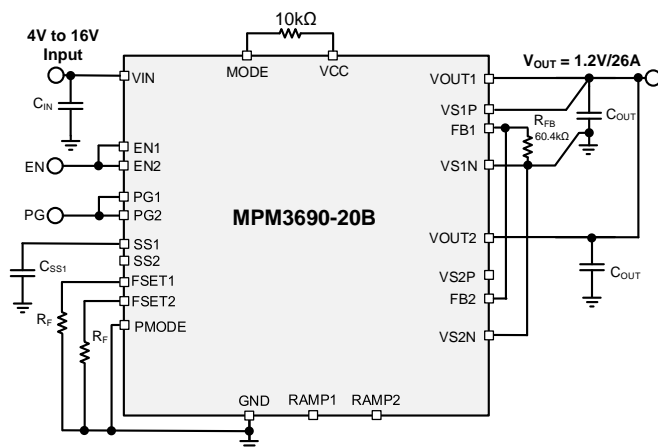 10kΩ
4V to 16V
Input
VOUT = 1.2V/26A
MODE
VCC
VIN
VOUT1
CIN
VS1P
COUT
FB1
RFB
60.4kΩ
EN
EN1
EN2
VS1N
PG
PG1
PG2
MPM3690-20B
SS1
CSS1
SS2
VOUT2
COUT
FSET1
VS2P
FSET2
FB2
RF
RF
PMODE
VS2N
GND
RAMP1
RAMP2